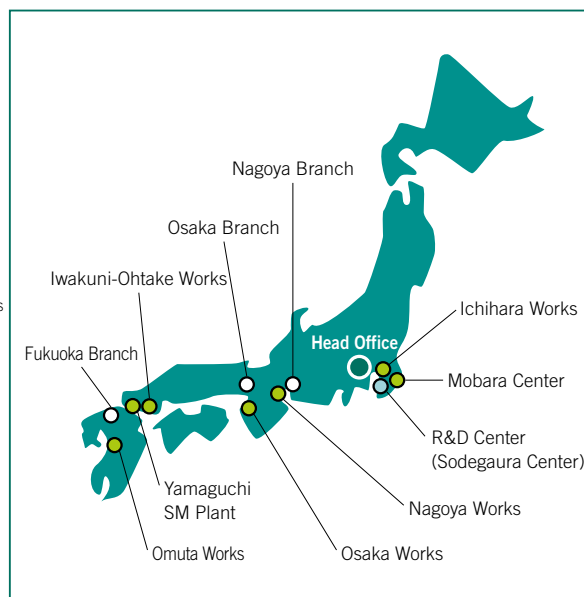 Nagoya Branch
Osaka Branch
Iwakuni-Ohtake Works
s
Ichihara Works
Head Office
Fukuoka Branch
Mobara Center
R&D Center
(Sodegaura Center)
Yamaguchi
SM Plant
Nagoya Works
Omuta Works
Osaka Works